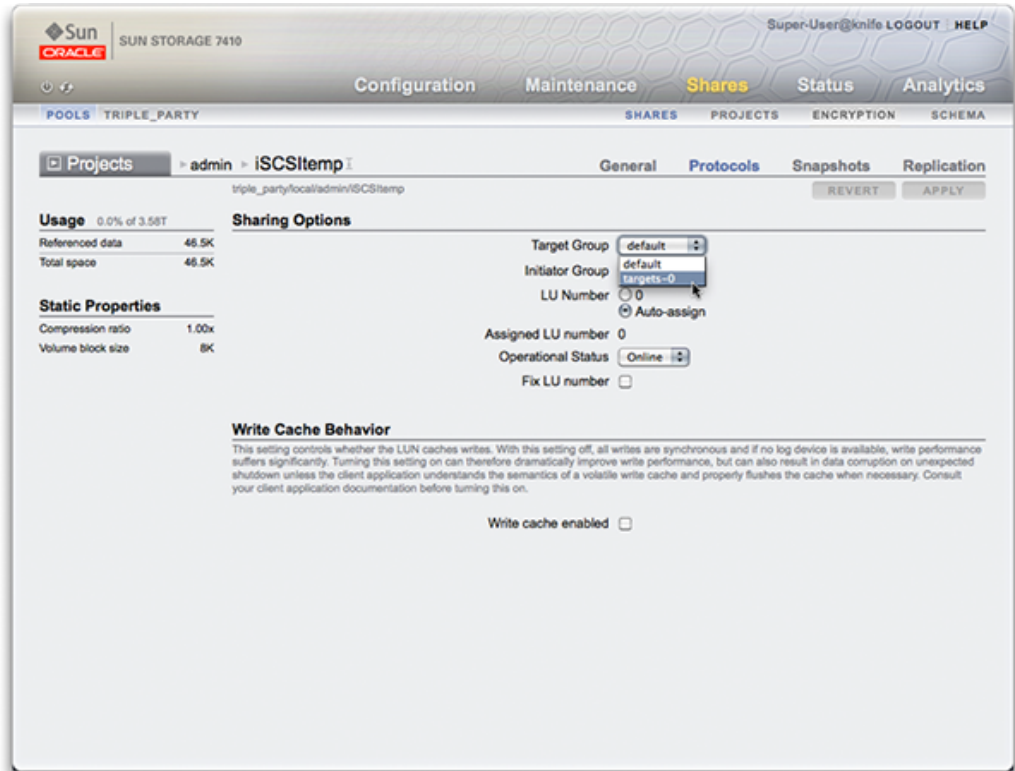 Sun
ORACLE
SUN STORAGE 7410
Super-User@knife LOGOUT HELP
Configuration Maintenance Shares Status Analytics
POOLS TRIPLE_PARTY SHARES PROJECTS ENCRYPTION SCHEMA
Projects admin iSCSItemp General Protocols Snapshots Replication
triple_party/local/admin/iSCSItemp REVERT APPLY
Usage 0.0% of 3.58T
Referenced data 46.5K
Total space 46.5K
Static Properties
Compression ratio 1.00x
Volume block size 8K
Sharing Options
Target Group default
default
targets-0
Initiator Group
LU Number 0
Auto-assign
Assigned LU number 0
Operational Status Online
Fix LU number
Write Cache Behavior
This setting controls whether the LUN caches writes. With this setting off, all writes are synchronous and if no log device is available, write performance
suffers significantly. Turning this setting on can therefore dramatically improve write performance, but can also result in data corruption on unexpected
shutdown unless the client application understands the semantics of a volatile write cache and properly flushes the cache when necessary. Consult
your client application documentation before turning this on.
Write cache enabled